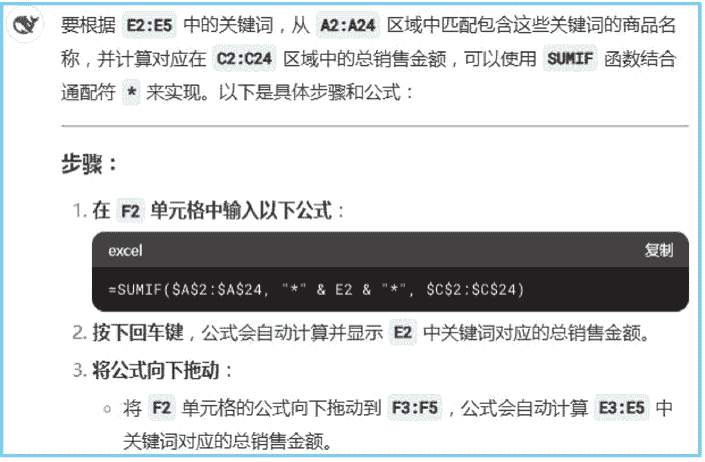 要根据 E2:E5 中的关键词，从 A2:A24 区域中匹配包含这些关键词的商品名
称，并计算对应在 C2:C24 区域中的总销售金额，可以使用 SUMIF 函数结合
通配符 * 来实现。以下是具体步骤和公式：
步骤：
1. 在 F2 单元格中输入以下公式：
excel 复制
=SUMIF($A$2:$A$24, "*" & E2 & "*", $C$2:$C$24)
2. 按下回车键，公式会自动计算并显示 E2 中关键词对应的总销售金额。
3. 将公式向下拖动：
○ 将 F2 单元格的公式向下拖动到 F3:F5，公式会自动计算 E3:E5 中
关键词对应的总销售金额。